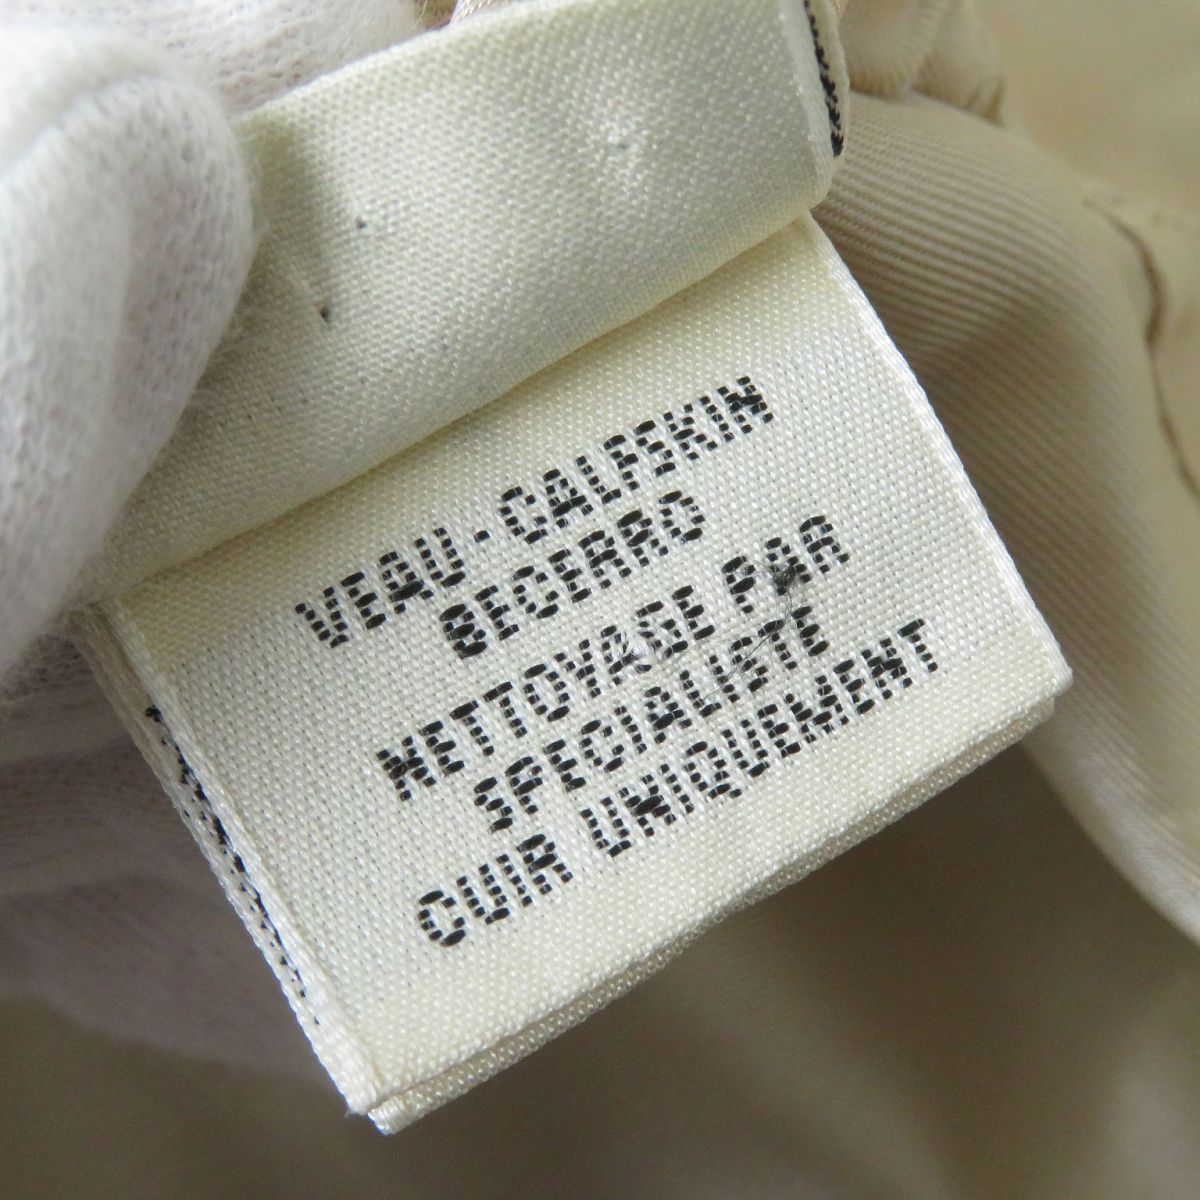 VEAU-CALFSKIN
BECERRO
NETTOYAGE PAR
SPECIALISTE
CUIR UNIQUEMENT